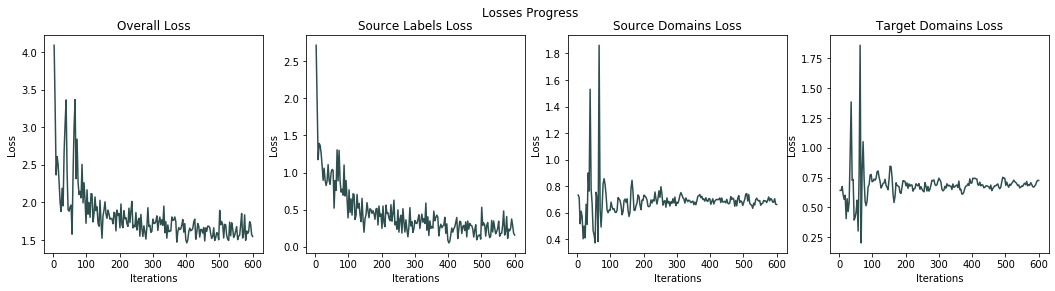 Losses Progress
Overall Loss
4.0
3.5
3.0
2.5
2.0
1.5
Loss
0 100 200 300 400 500 600
Iterations
Source Labels Loss
2.5
2.0
1.5
1.0
0.5
0.0
Loss
0 100 200 300 400 500 600
Iterations
Source Domains Loss
1.8
1.6
1.4
1.2
1.0
0.8
0.6
0.4
Loss
0 100 200 300 400 500 600
Iterations
Target Domains Loss
1.75
1.50
1.25
1.00
0.75
0.50
0.25
Loss
0 100 200 300 400 500 600
Iterations